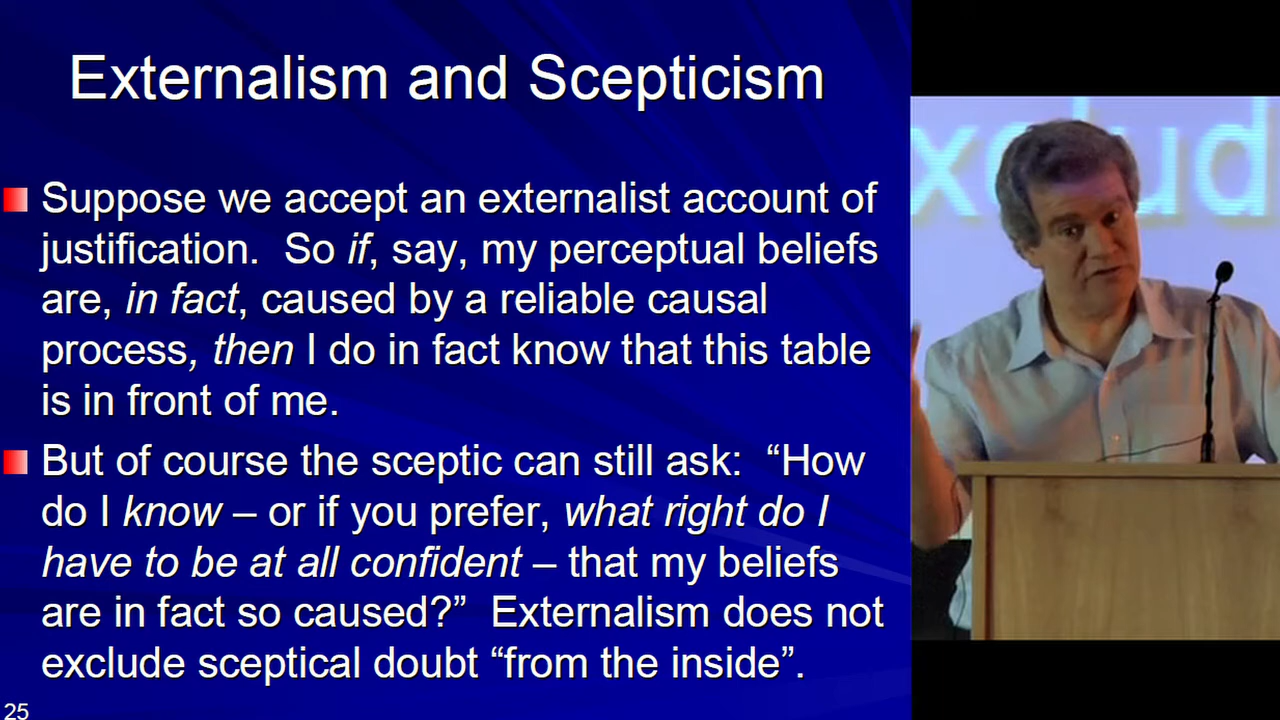 Externalism and Scepticism
Suppose we accept an externalist account of
justification. So if, say, my perceptual beliefs
are, in fact, caused by a reliable causal
process, then I do in fact know that this table
is in front of me.
But of course the sceptic can still ask: “How
do I know – or if you prefer, what right do I
have to be at all confident – that my beliefs
are in fact so caused?” Externalism does not
exclude sceptical doubt “from the inside”.
25